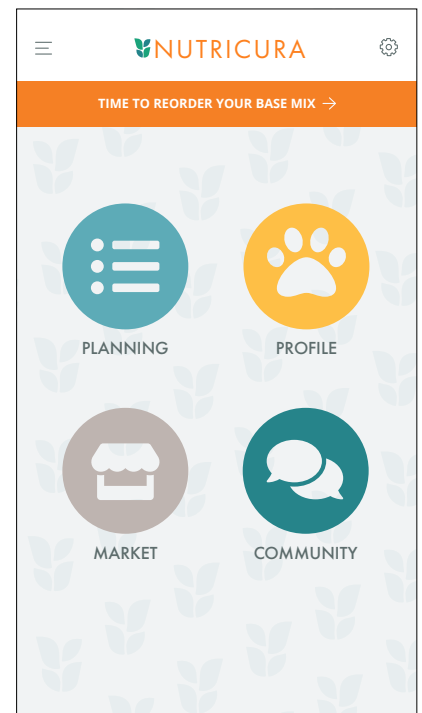 NUTRICURA
TIME TO REORDER YOUR BASE MIX →
PLANNING
PROFILE
MARKET
COMMUNITY